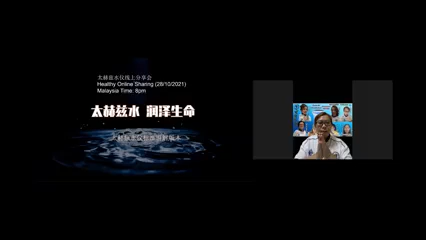 太赫兹水仪线上分享会
Healthy Online Sharing (28/10/2021)
Malaysia Time: 8pm
太赫兹水 润泽生命